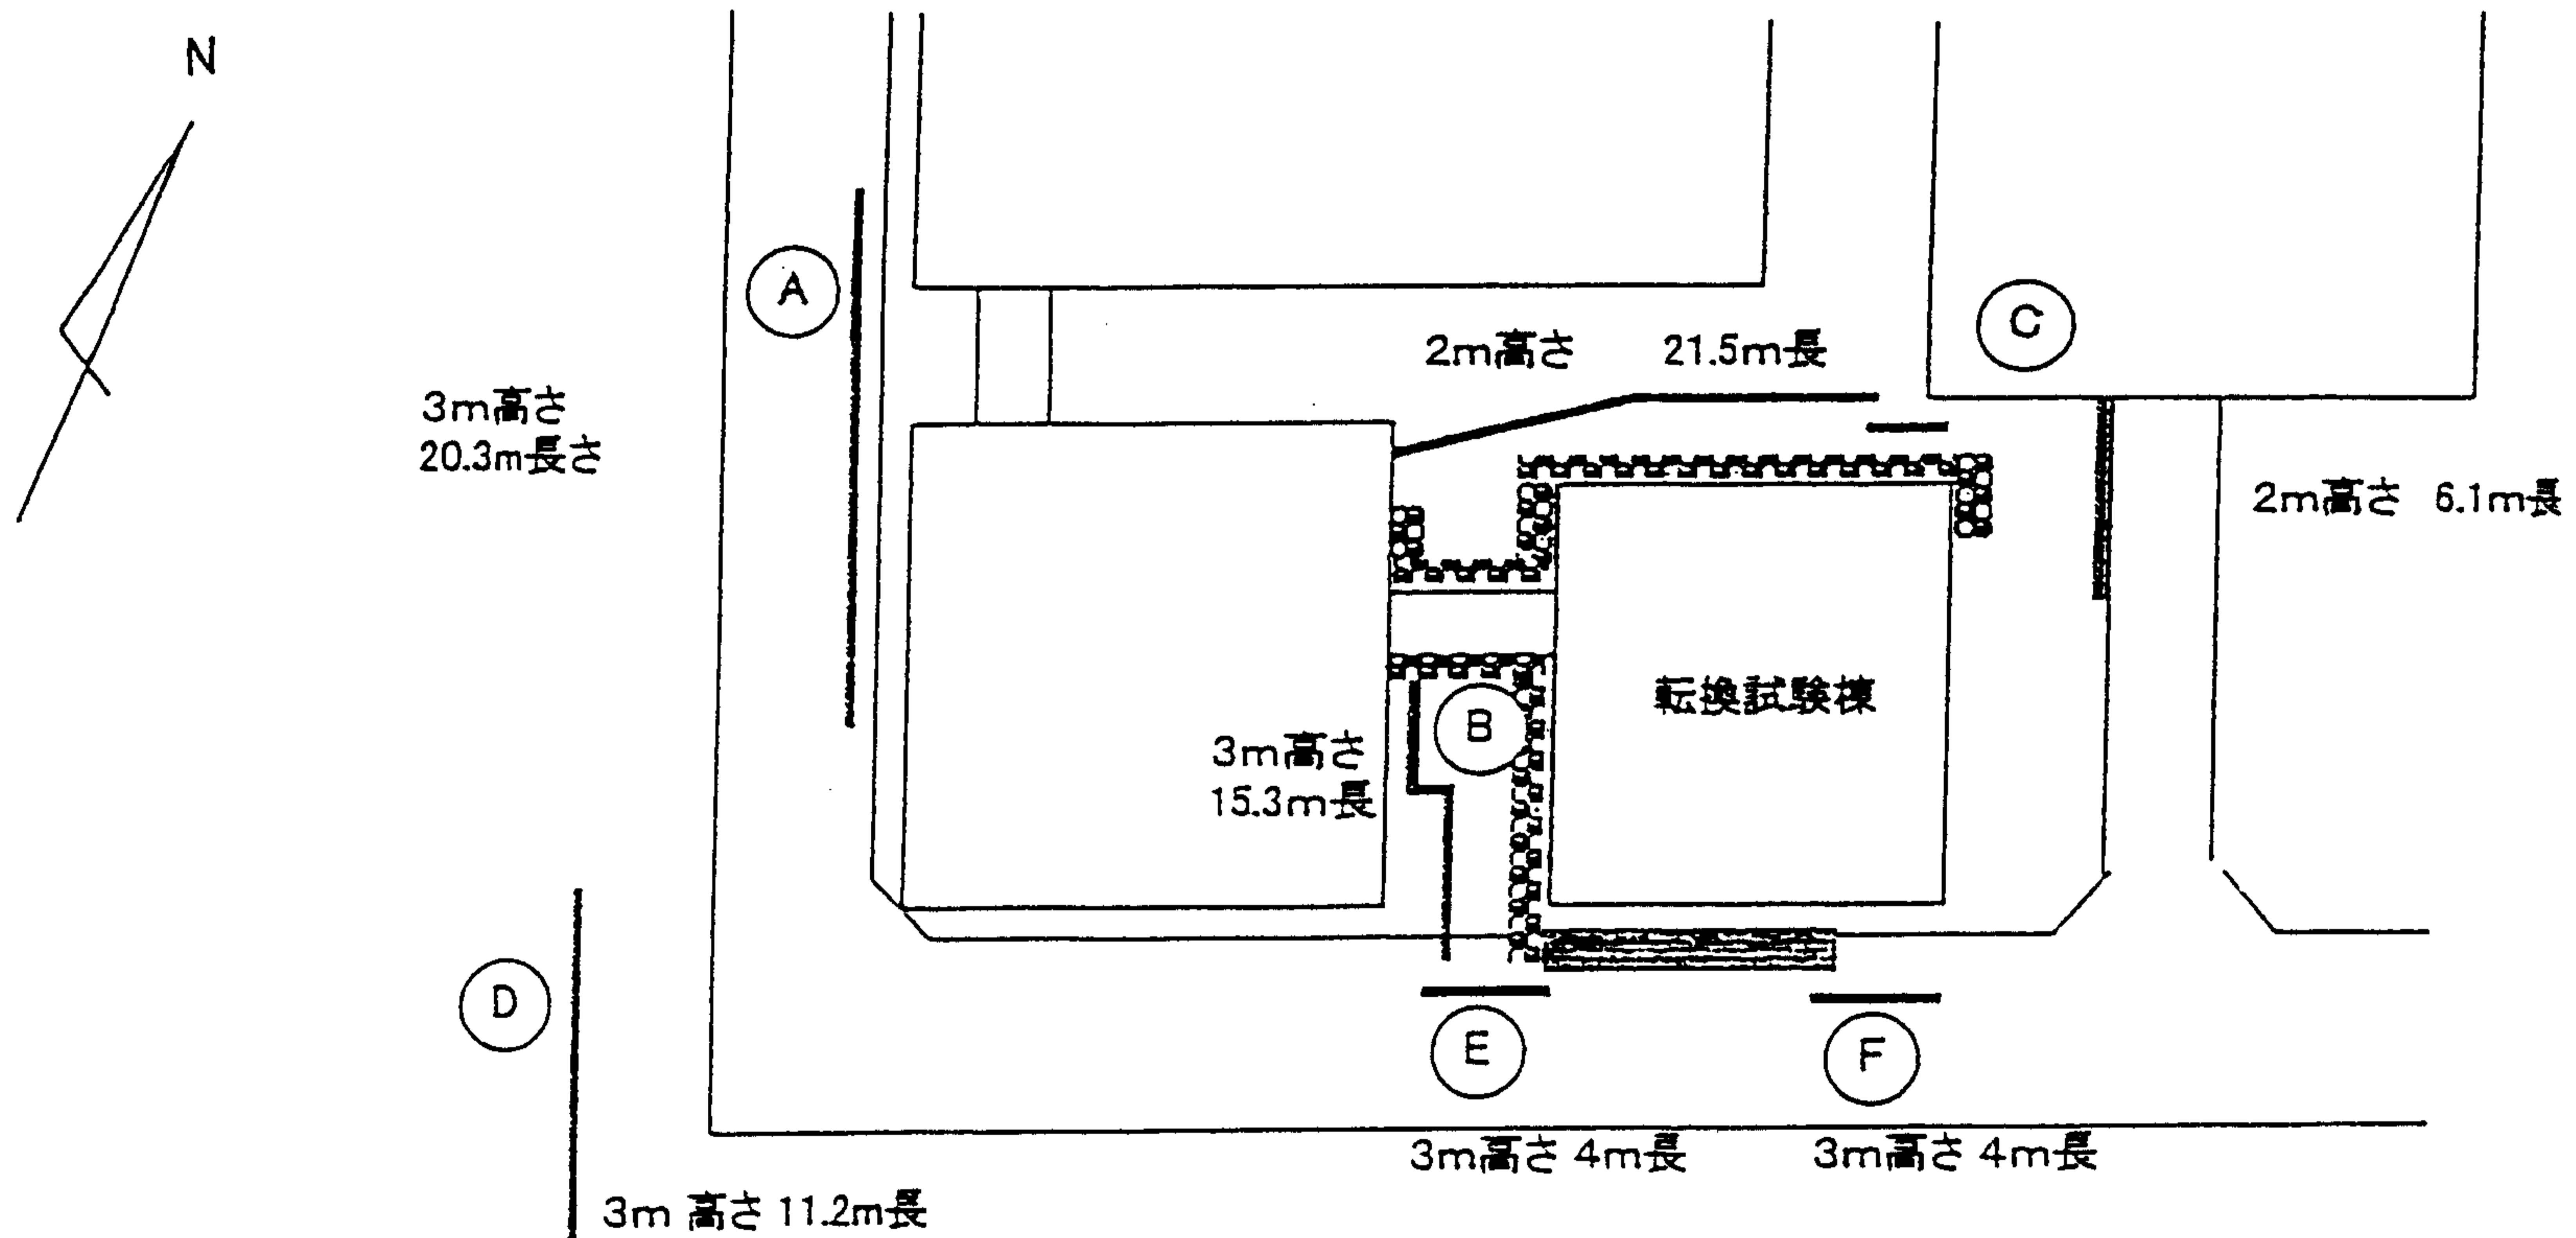 N
A
C
2m高さ 21.5m長
3m高さ
20.3m長さ
2m高さ 6.1m長
転換試験棟
B
3m高さ
15.3m長
D
E
F
3m高さ 4m長 3m高さ 4m長
3m 高さ 11.2m長